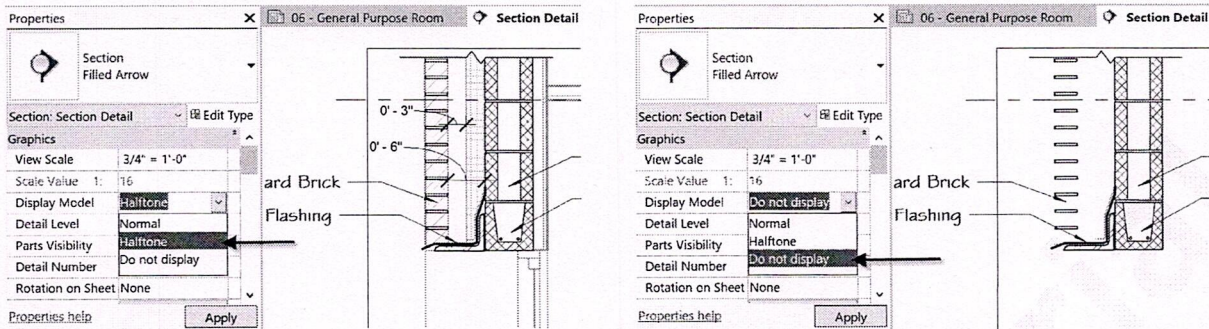 Properties ×
06 - General Purpose Room
Section Detail
Section
Filled Arrow
Section: Section Detail
Edit Type
Graphics
View Scale 3/4" = 1'-0"
Scale Value 1: 16
Display Model Halftone
Detail Level Normal
Parts Visibility Halftone
Do not display
Detail Number
Rotation on Sheet None
Properties help
Apply
0' - 3"
0' - 6"
ard Brick
Flashing
Properties ×
06 - General Purpose Room
Section Detail
Section
Filled Arrow
Section: Section Detail
Edit Type
Graphics
View Scale 3/4" = 1'-0"
Scale Value 1: 16
Display Model Do not display
Detail Level Normal
Parts Visibility Halftone
Do not display
Detail Number
Rotation on Sheet None
Properties help
Apply
ard Brick
Flashing